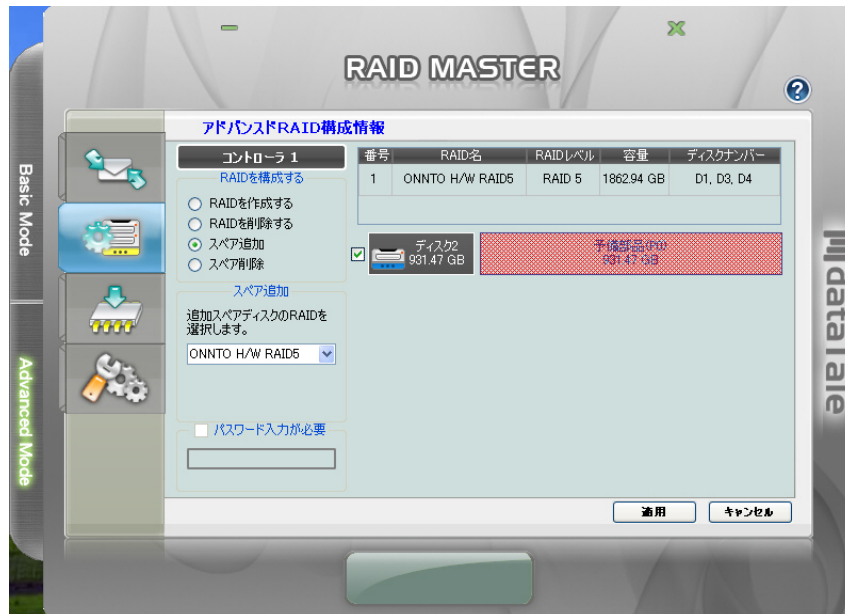 RAID MASTER
?
Basic Mode
Advanced Mode
アドバンスドRAID構成情報
コントローラ 1
RAIDを構成する
RAIDを作成する
RAIDを削除する
スペア追加
スペア削除
スペア追加
追加スペアディスクのRAIDを
選択します。
ONNTO H/W RAID5
パスワード入力が必要
番号 RAID名 RAIDレベル 容量 ディスクナンバー
1 ONNTO H/W RAID5 RAID 5 1862.94 GB D1, D3, D4
ディスク2
931.47 GB
予備部品(P0)
931.47 GB
適用
キャンセル
datatale